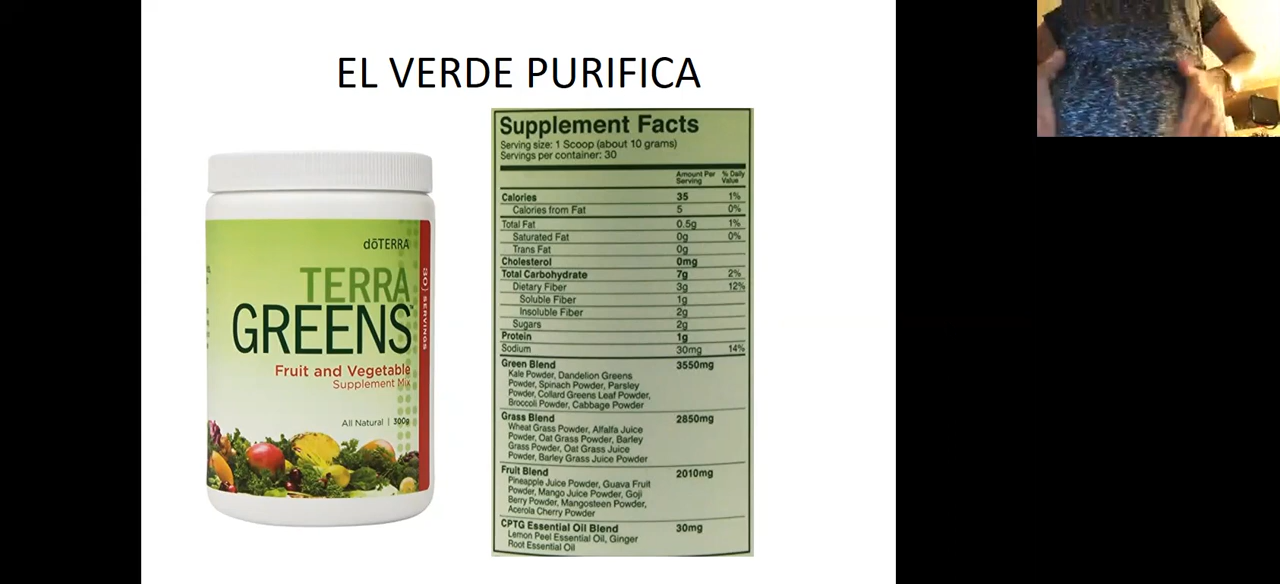 EL VERDE PURIFICA
dōTERRA
TERRA
GREENS
Fruit and Vegetable
Supplement Mix
All Natural | 300g
30 SERVINGS
Supplement Facts
Serving size: 1 Scoop (about 10 grams)
Servings per container: 30
Amount Per Serving % Daily Value
Calories 35 1%
Calories from Fat 5 0%
Total Fat 0.5g 1%
Saturated Fat 0g 0%
Trans Fat 0g
Cholesterol 0mg
Total Carbohydrate 7g 2%
Dietary Fiber 3g 12%
Soluble Fiber 1g
Insoluble Fiber 2g
Sugars 2g
Protein 1g
Sodium 30mg 14%
Green Blend 3550mg
Kale Powder, Dandelion Greens
Powder, Spinach Powder, Parsley
Powder, Collard Greens Leaf Powder,
Broccoli Powder, Cabbage Powder
Grass Blend 2850mg
Wheat Grass Powder, Alfalfa Juice
Powder, Oat Grass Powder, Barley
Grass Powder, Oat Grass Juice
Powder, Barley Grass Juice Powder
Fruit Blend 2010mg
Pineapple Juice Powder, Guava Fruit
Powder, Mango Juice Powder, Goji
Berry Powder, Mangosteen Powder,
Acerola Cherry Powder
CPTG Essential Oil Blend 30mg
Lemon Peel Essential Oil, Ginger
Root Essential Oil